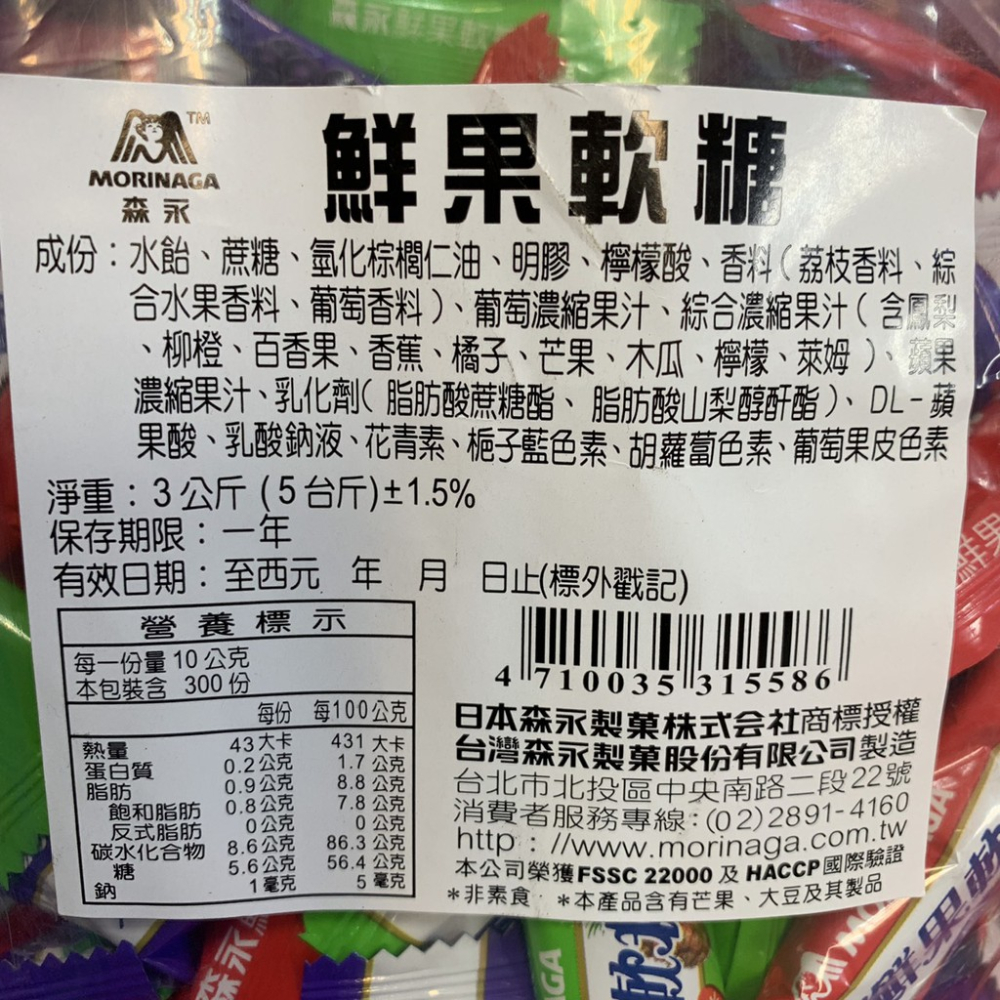 森永鮮果軟
TM
MORINAGA
森永
鮮果軟糖
成份：水飴、蔗糖、氫化棕櫚仁油、明膠、檸檬酸、香料（荔枝香料、綜
合水果香料、葡萄香料）、葡萄濃縮果汁、綜合濃縮果汁（含鳳梨
、柳橙、百香果、香蕉、橘子、芒果、木瓜、檸檬、萊姆）、蘋果
濃縮果汁、乳化劑（脂肪酸蔗糖酯、脂肪酸山梨醇酐酯）、DL-蘋
果酸、乳酸鈉液、花青素、梔子藍色素、胡蘿蔔色素、葡萄果皮色素
淨重：3公斤(5台斤)±1.5%
保存期限：一年
有效日期：至西元 年 月 日止(標外戳記)
營養標示
每一份量10公克
本包裝含 300份
每份 每100公克
熱量 43大卡 431大卡
蛋白質 0.2公克 1.7公克
脂肪 0.9公克 8.8公克
飽和脂肪 0.8公克 7.8公克
反式脂肪 0公克 0公克
碳水化合物 8.6公克 86.3公克
糖 5.6公克 56.4公克
鈉 1毫克 5毫克
4 710035 315586
日本森永製菓株式会社商標授權
台灣森永製菓股份有限公司製造
台北市北投區中央南路二段22號
消費者服務專線：(02)2891-4160
http：//www.morinaga.com.tw
本公司榮獲FSSC 22000及HACCP國際驗證
*非素食 *本產品含有芒果、大豆及其製品
鮮果
森永
鮮果軟